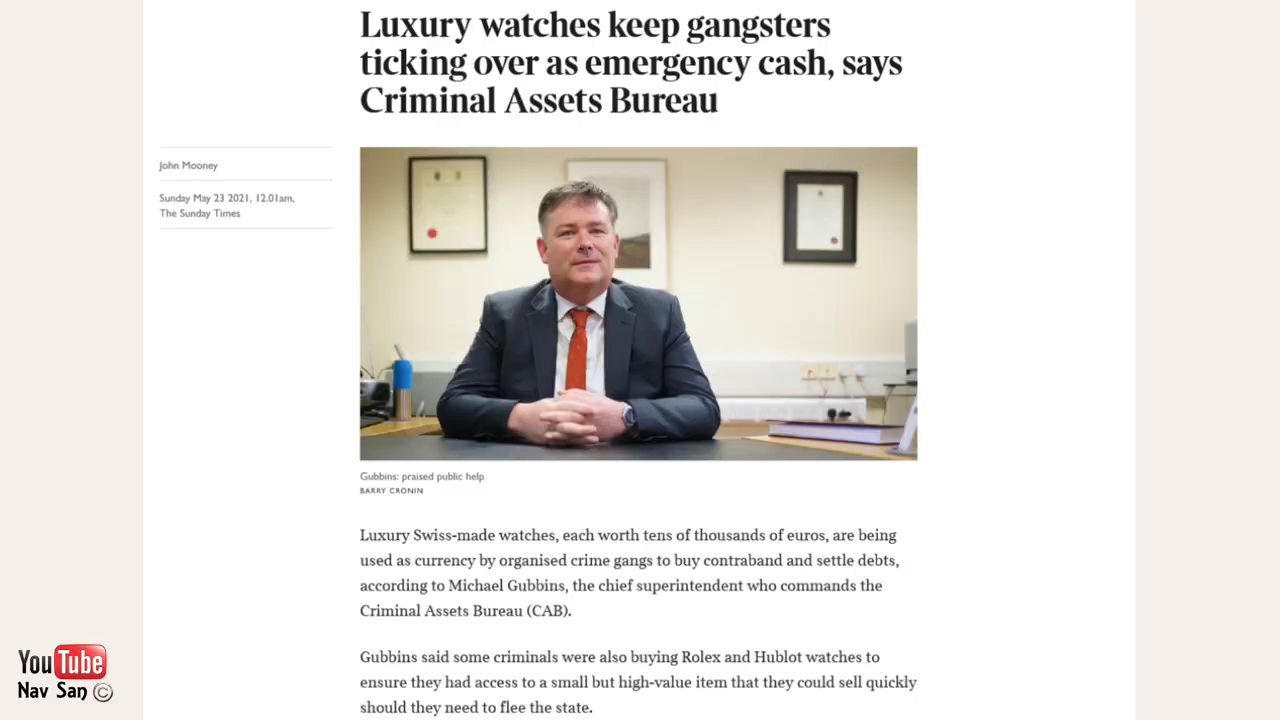 Luxury watches keep gangsters
ticking over as emergency cash, says
Criminal Assets Bureau
John Mooney
Sunday May 23 2021, 12.01am,
The Sunday Times
Gubbins: praised public help
BARRY CRONIN
Luxury Swiss-made watches, each worth tens of thousands of euros, are being
used as currency by organised crime gangs to buy contraband and settle debts,
according to Michael Gubbins, the chief superintendent who commands the
Criminal Assets Bureau (CAB).
Gubbins said some criminals were also buying Rolex and Hublot watches to
ensure they had access to a small but high-value item that they could sell quickly
should they need to flee the state.
YouTube
Nav San ©